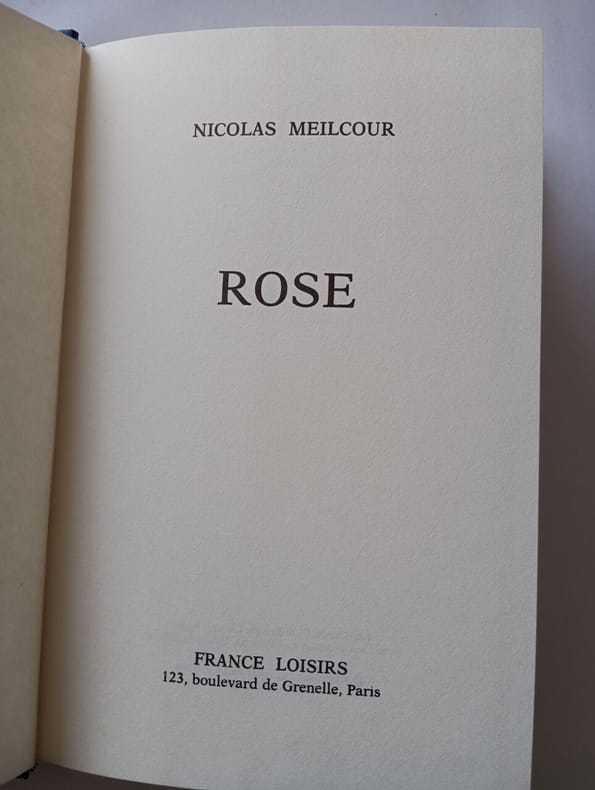 NICOLAS MEILCOUR
ROSE
FRANCE LOISIRS
123, boulevard de Grenelle, Paris